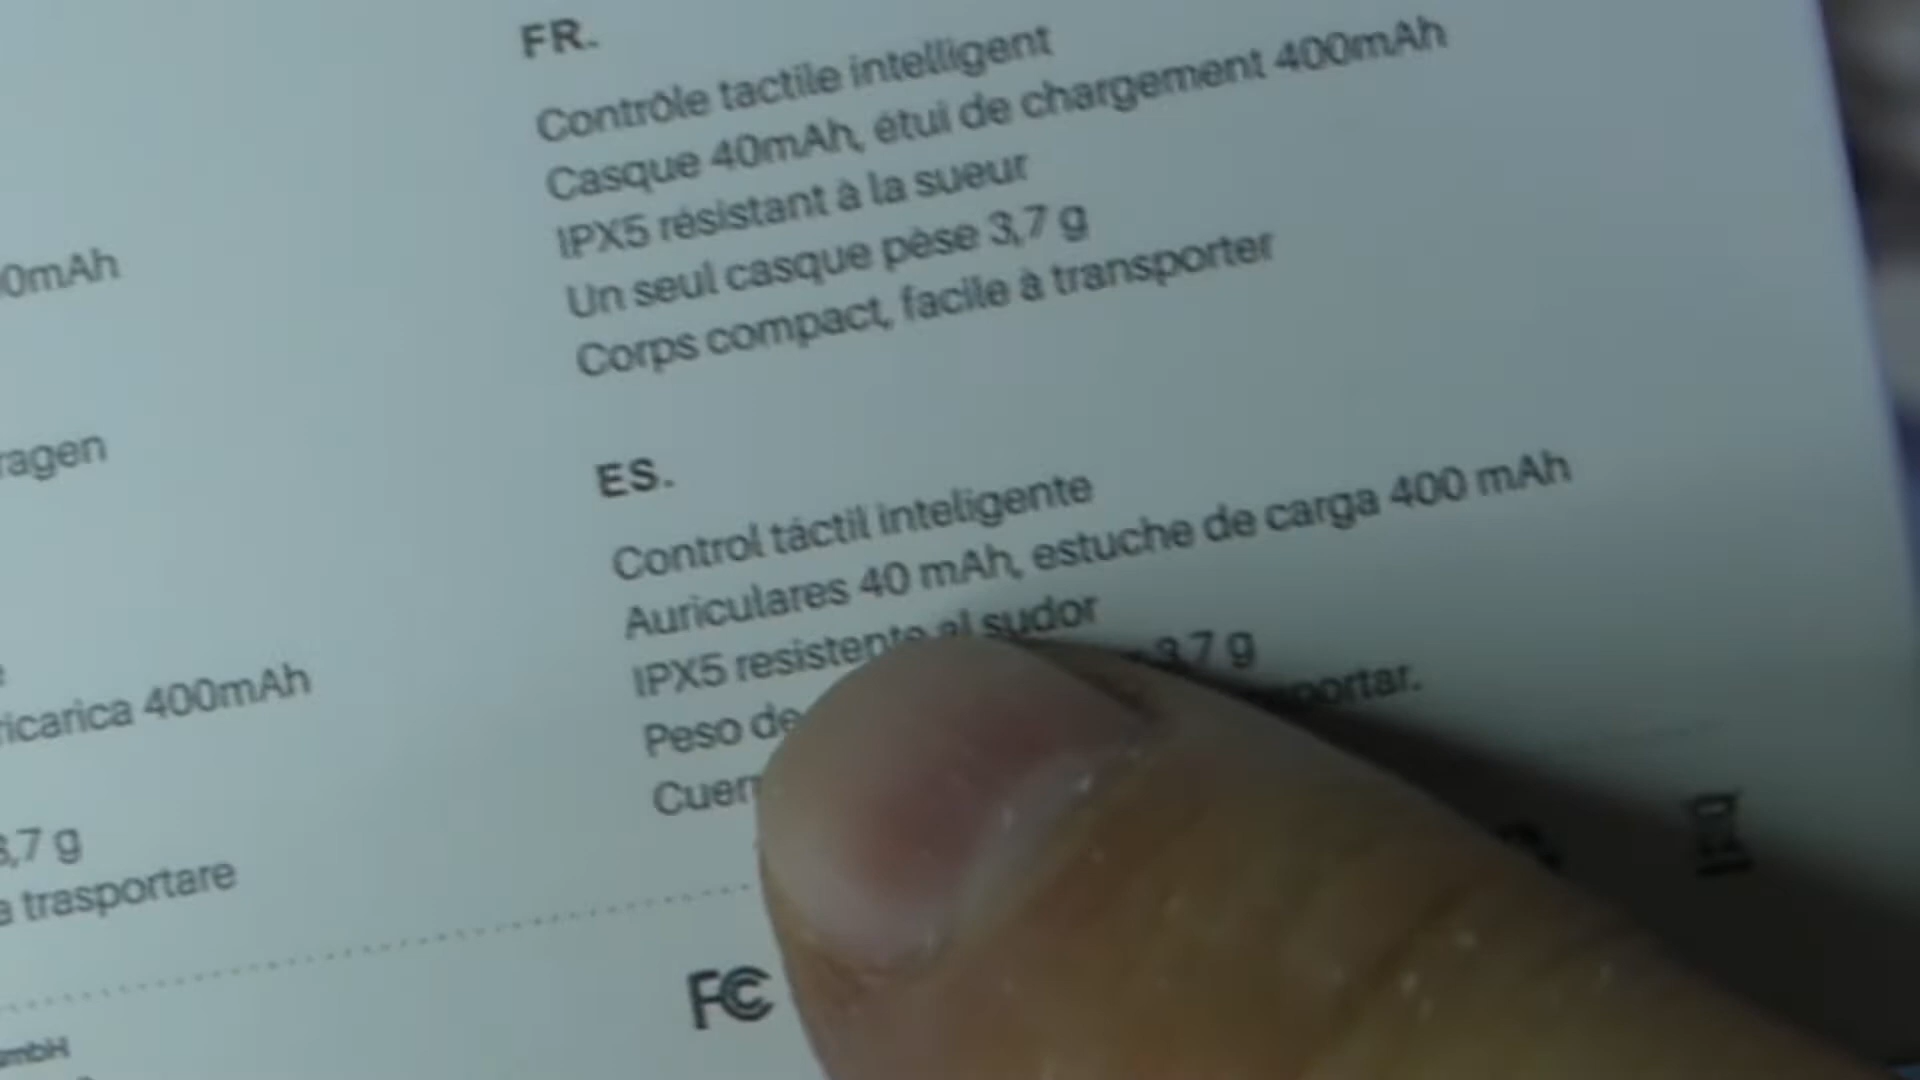 0mAh
ragen
ricarica 400mAh
3,7 g
a trasportare
mbH
FR.
Contrôle tactile intelligent
Casque 40mAh, étui de chargement 400mAh
IPX5 résistant à la sueur
Un seul casque pèse 3,7 g
Corps compact, facile à transporter
ES.
Control táctil inteligente
Auriculares 40 mAh, estuche de carga 400 mAh
IPX5 resistente al sudor
Peso de 3,7 g
portar.
FC